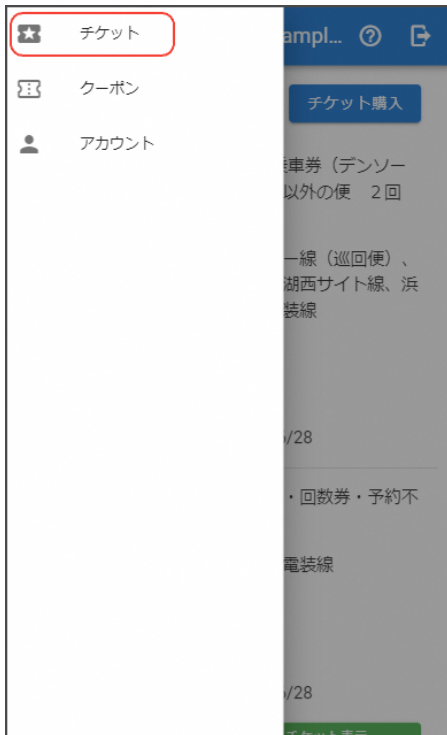 チケット
クーポン
アカウント
ampl...
チケット購入
車券（デンソー
以外の便 2回
ー線（巡回便）、
湖西サイト線、浜
装線
/28
・回数券・予約不
電装線
/28